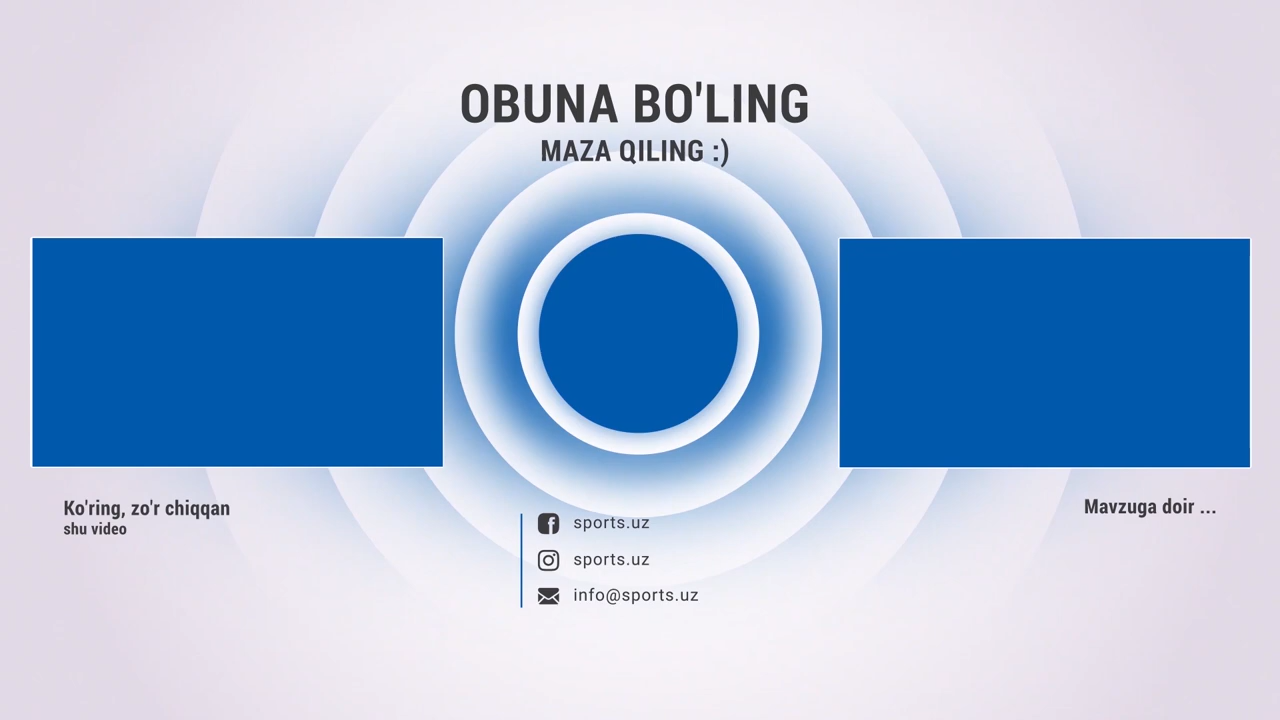 OBUNA BO'LING
MAZA QILING :)
Ko'ring, zo'r chiqqan
shu video
Mavzuga doir ...
sports.uz
sports.uz
info@sports.uz